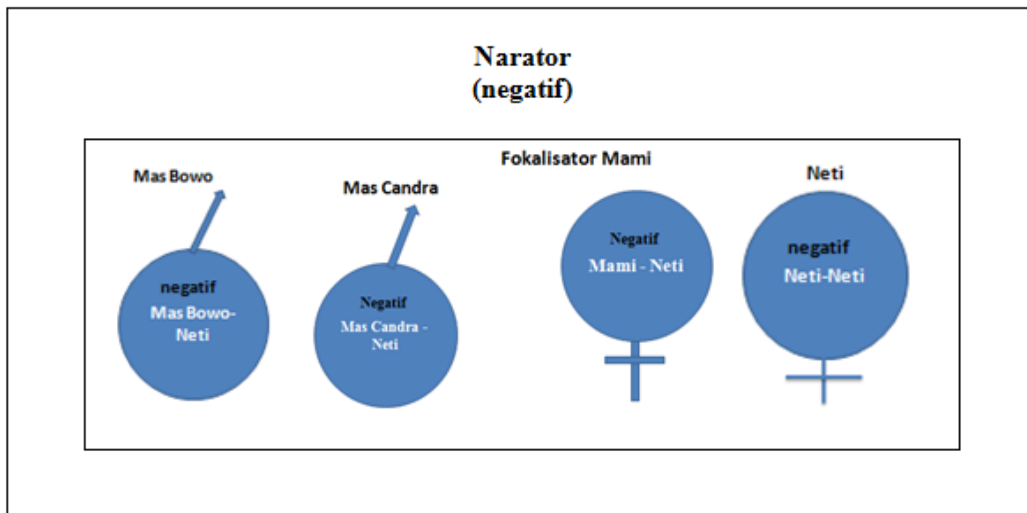 Narator
(negatif)
Mas Bowo
negatif
Mas Bowo-
Neti
Mas Candra
Negatif
Mas Candra -
Neti
Fokalisator Mami
Negatif
Mami - Neti
Neti
negatif
Neti-Neti